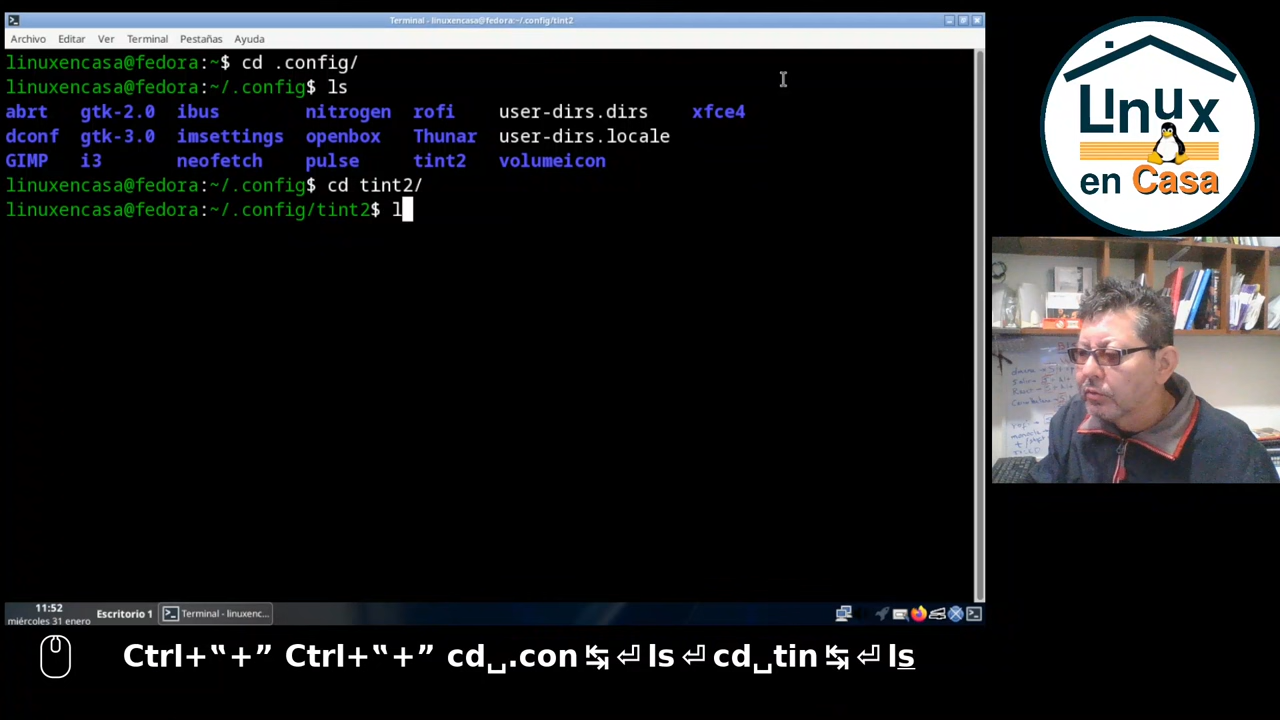 Terminal - linuxencasa@fedora:~/.config/tint2
Archivo Editar Ver Terminal Pestañas Ayuda
linuxencasa@fedora:~$ cd .config/
linuxencasa@fedora:~/.config$ ls
abrt gtk-2.0 ibus nitrogen rofi user-dirs.dirs xfce4
dconf gtk-3.0 imsettings openbox Thunar user-dirs.locale
GIMP i3 neofetch pulse tint2 volumeicon
linuxencasa@fedora:~/.config$ cd tint2/
linuxencasa@fedora:~/.config/tint2$ l
11:52
miércoles 31 enero
Escritorio 1
Terminal - linuxenc...
Ctrl+“+” Ctrl+“+” cd␣.con ↹ ⏎ ls ⏎ cd␣tin ↹ ⏎ ls
LInux
en Casa